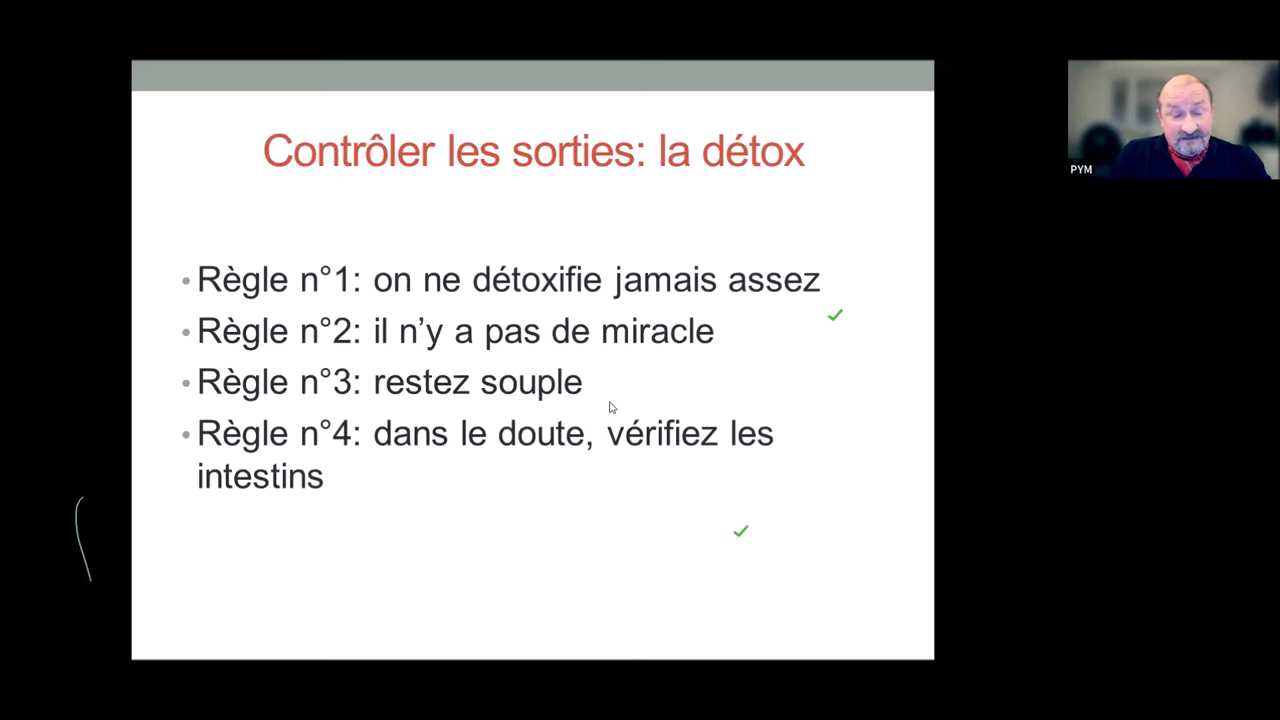 Contrôler les sorties: la détox
PYM
• Règle n°1: on ne détoxifie jamais assez
• Règle n°2: il n’y a pas de miracle
• Règle n°3: restez souple
• Règle n°4: dans le doute, vérifiez les
intestins